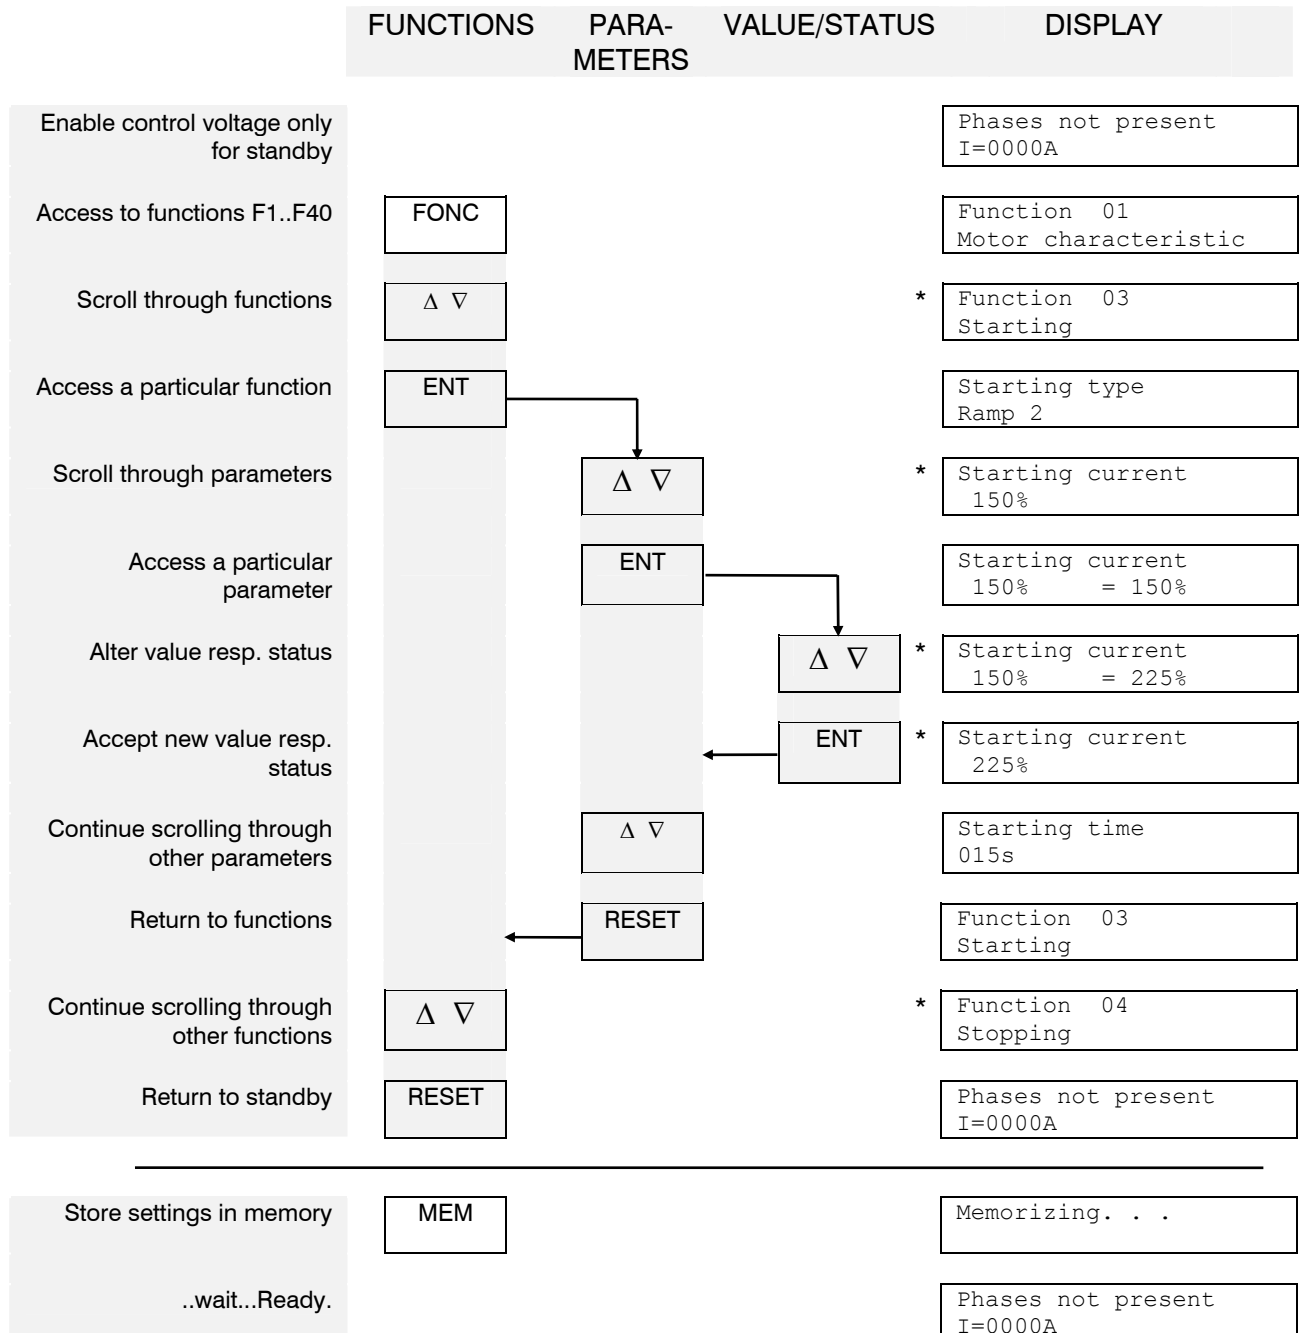 FUNCTIONS PARA- VALUE/STATUS DISPLAY
METERS
Enable control voltage only
for standby
Phases not present
I=0000A
Access to functions F1..F40
FONC
Function 01
Motor characteristic
Scroll through functions
Δ ∇
*
Function 03
Starting
Access a particular function
ENT
Starting type
Ramp 2
Scroll through parameters
Δ ∇
*
Starting current
150%
Access a particular
parameter
ENT
Starting current
150% = 150%
Alter value resp. status
Δ ∇
*
Starting current
150% = 225%
Accept new value resp.
status
ENT
*
Starting current
225%
Continue scrolling through
other parameters
Δ ∇
Starting time
015s
Return to functions
RESET
Function 03
Starting
Continue scrolling through
other functions
Δ ∇
*
Function 04
Stopping
Return to standby
RESET
Phases not present
I=0000A
Store settings in memory
MEM
Memorizing. . .
..wait...Ready.
Phases not present
I=0000A